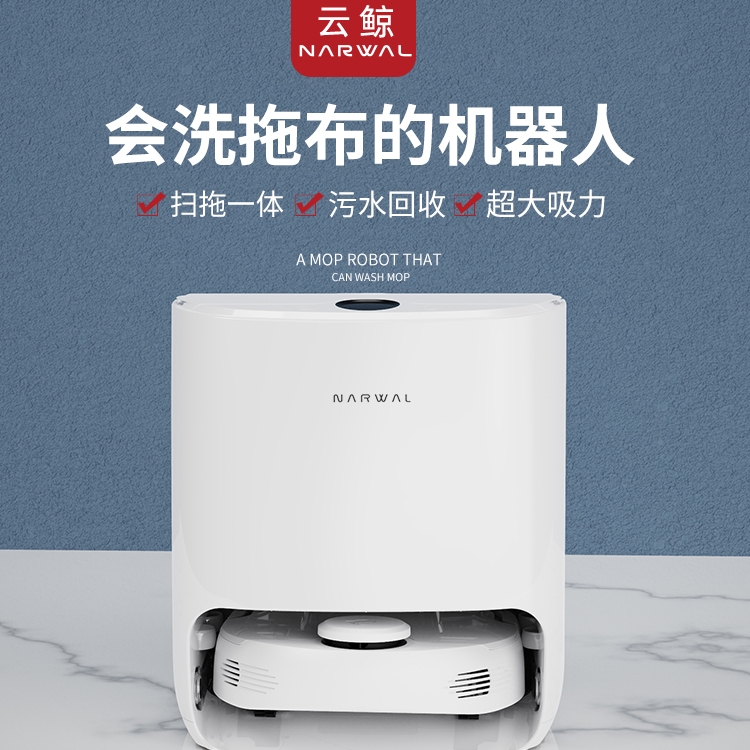 云鲸
NARWAL
会洗拖布的机器人
扫拖一体 污水回收 超大吸力
A MOP ROBOT THAT
CAN WASH MOP
NARWAL